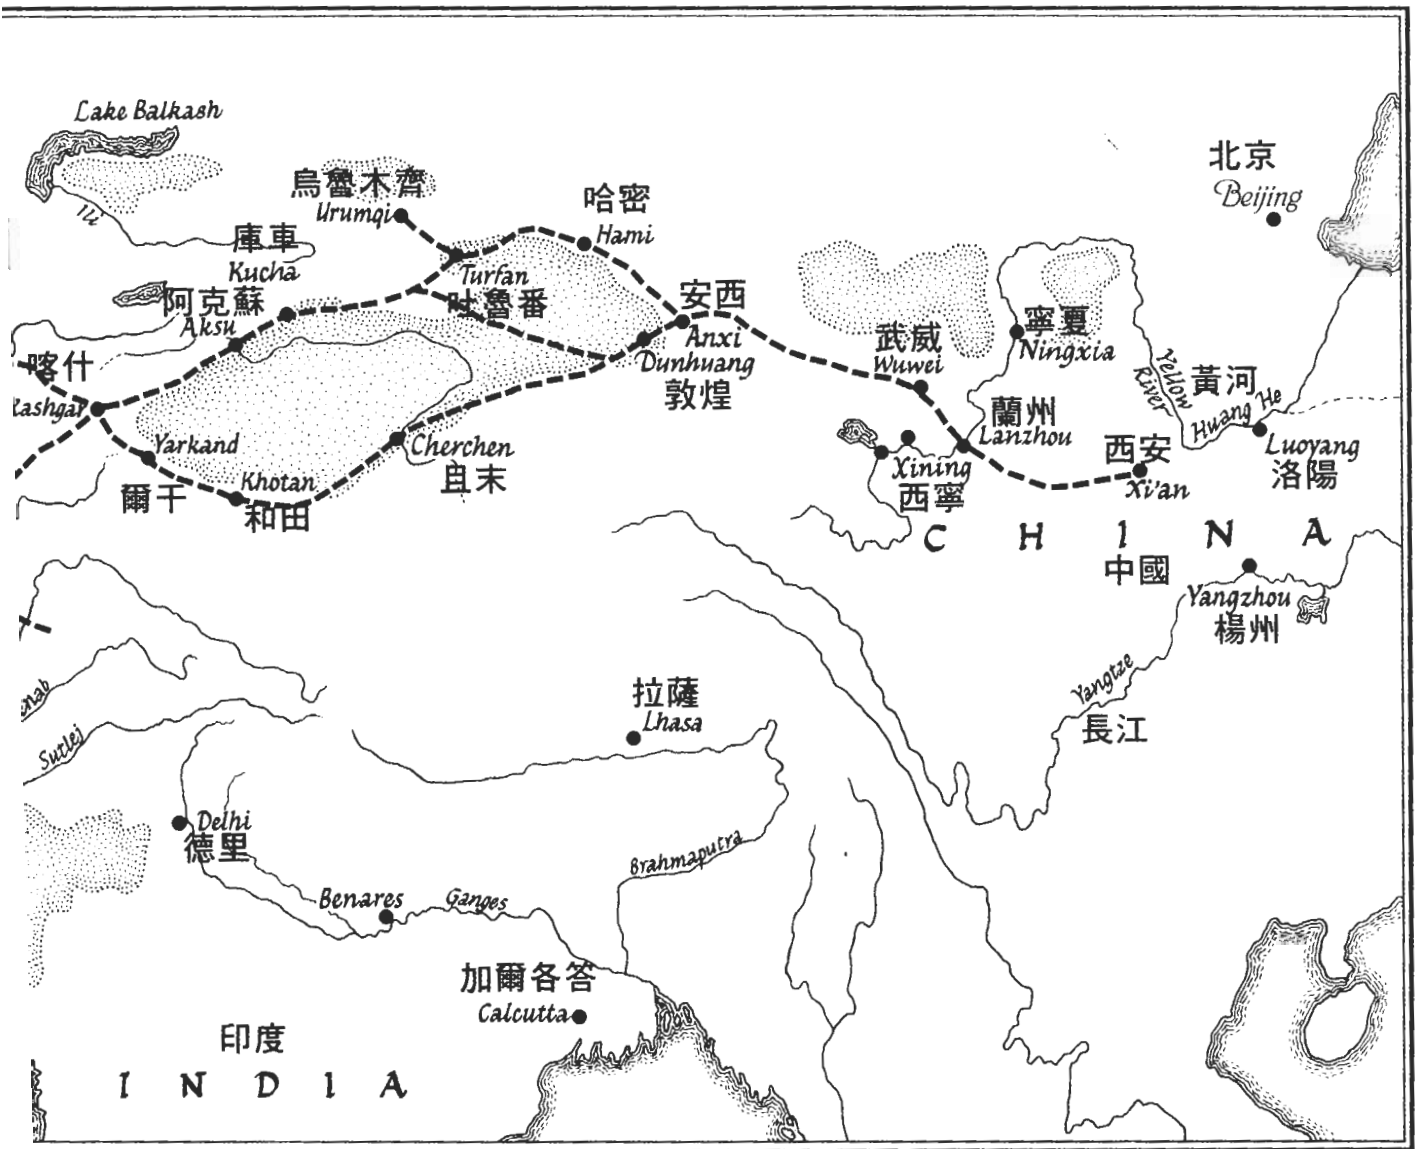 Lake Balkash
Ili
烏魯木齊
Urumqi
哈密
Hami
北京
Beijing
庫車
Kucha
Turfan
吐魯番
阿克蘇
Aksu
安西
Anxi
Dunhuang
敦煌
武威
Wuwei
寧夏
Ningxia
Yellow
River
黃河
Huang He
喀什
Kashgar
蘭州
Lanzhou
Yarkand
爾干
Khotan
和田
Cherchen
且末
Xining
西寧
西安
Xi'an
Luoyang
洛陽
CHINA
中國
Yangzhou
楊州
enab
Sutlej
拉薩
Lhasa
Yangtze
長江
Delhi
德里
Brahmaputra
Benares
Ganges
加爾各答
Calcutta
印度
INDIA